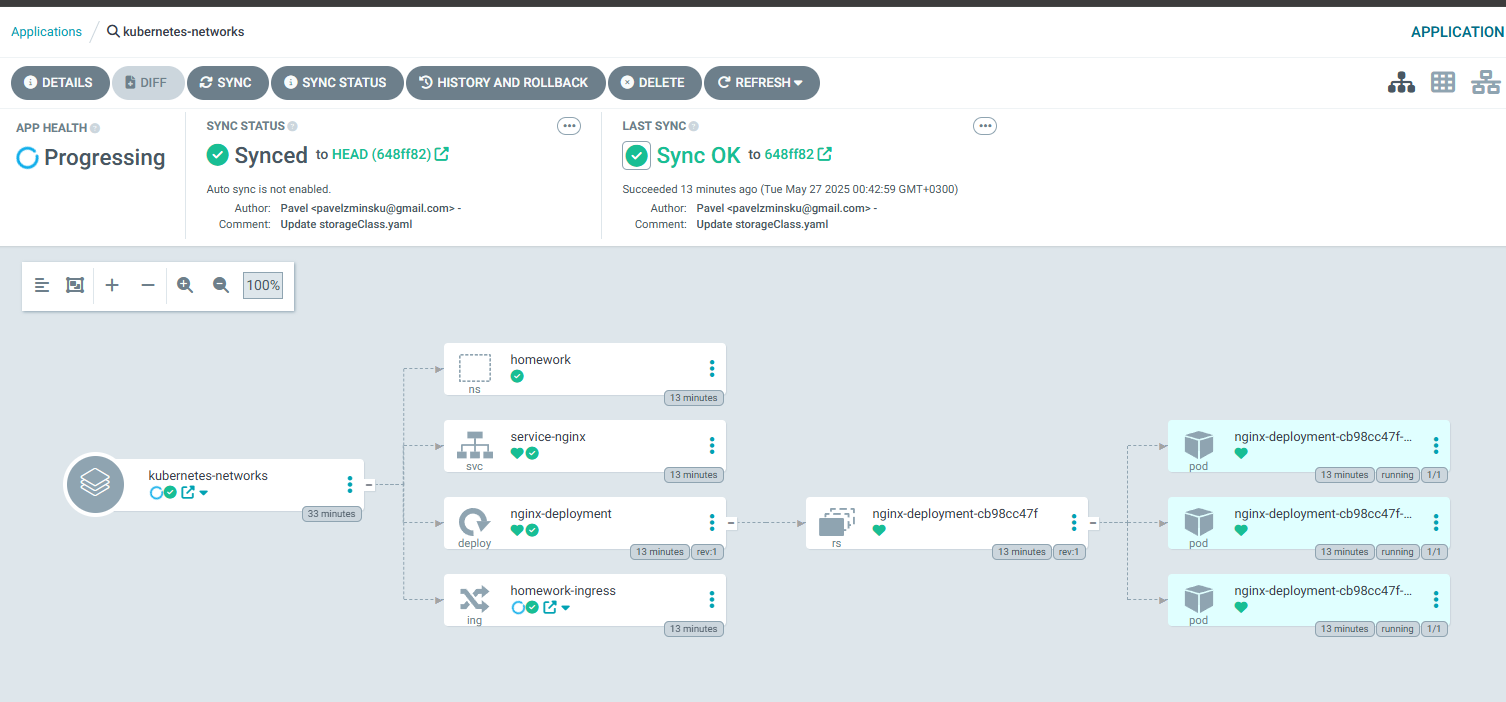 Applications / kubernetes-networks
APPLICATION
DETAILS DIFF SYNC SYNC STATUS HISTORY AND ROLLBACK DELETE REFRESH
APP HEALTH
Progressing
SYNC STATUS
Synced to HEAD (648ff82)
Auto sync is not enabled.
Author: Pavel <pavelzminsku@gmail.com> -
Comment: Update storageClass.yaml
LAST SYNC
Sync OK to 648ff82
Succeeded 13 minutes ago (Tue May 27 2025 00:42:59 GMT+0300)
Author: Pavel <pavelzminsku@gmail.com> -
Comment: Update storageClass.yaml
100%
kubernetes-networks
33 minutes
homework
ns
13 minutes
service-nginx
svc
13 minutes
nginx-deployment
deploy
13 minutes rev:1
homework-ingress
ing
13 minutes
nginx-deployment-cb98cc47f
rs
13 minutes rev:1
nginx-deployment-cb98cc47f-...
pod
13 minutes running 1/1
nginx-deployment-cb98cc47f-...
pod
13 minutes running 1/1
nginx-deployment-cb98cc47f-...
pod
13 minutes running 1/1